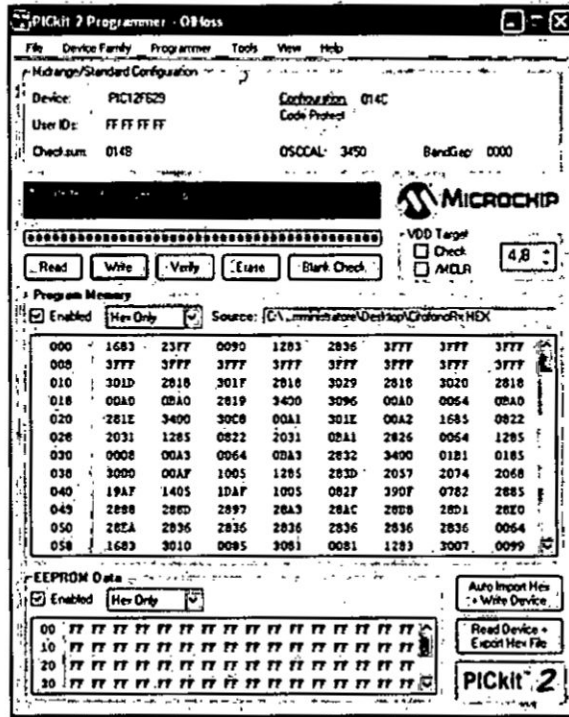 PICkit 2 Programmer - OlHoss
File Device Family Programmer Tools View Help
Midrange/Standard Configuration
Device: PIC12F629 Configuration: 014C
User IDs: FF FF FF FF Code Protect
Checksum: 014B OSCCAL: 3450 BandGap: 0000
MICROCHIP
VDD Target
Check
/MCLR
4,8
Read Write Verify Erase Blank Check
Program Memory
Enabled Hex Only Source: CitofonoRx.HEX
000 1683 23FF 0090 1283 2836 3FFF 3FFF 3FFF
008 3FFF 3FFF 3FFF 3FFF 3FFF 3FFF 3FFF 3FFF
010 301D 2818 301F 2818 3029 2818 3020 2818
018 00A0 0BA0 2819 3400 3096 00A0 0064 0BA0
020 281E 3400 30C8 00A1 301E 00A2 1685 0822
028 2031 1285 0822 2031 0BA1 2826 0064 1285
030 0008 00A3 0064 0BA3 2832 3400 01B1 0185
038 3000 00AF 1005 1285 283D 2057 2074 2068
040 19AF 1405 1DAF 1005 082F 390F 0782 2885
2888 288D 2897 28A3 28AC 28D8 28D1 28E0
050 28EA 2836 2836 2836 2836 2836 2836 0064
058 1683 3010 0085 3081 0081 1283 3007 0099
EEPROM Data
Enabled Hex Only
00 FF FF FF FF FF FF FF FF FF FF FF FF FF FF FF FF
10 FF FF FF FF FF FF FF FF FF FF FF FF FF FF FF FF
20 FF FF FF FF FF FF FF FF FF FF FF FF FF FF FF FF
30 FF FF FF FF FF FF FF FF FF FF FF FF FF FF FF FF
Auto Import Hex
+ Write Device
Read Device +
Export Hex File
PICkit 2